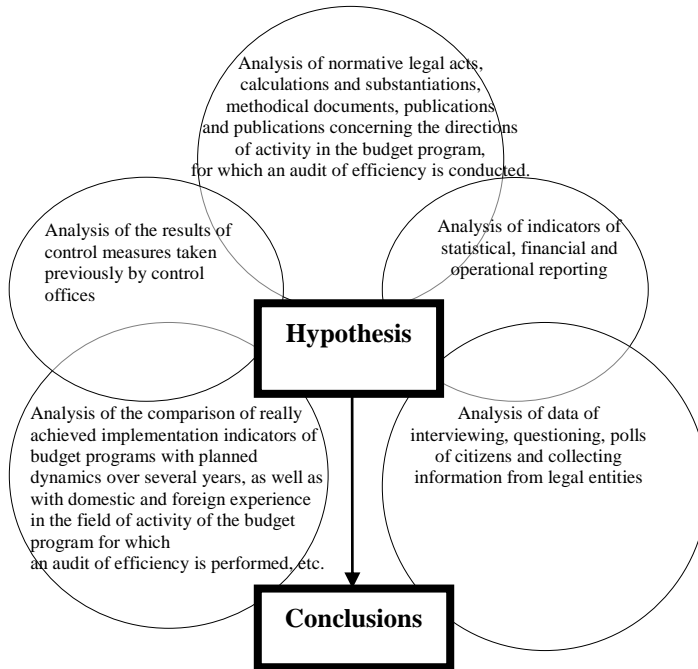 Analysis of normative legal acts,
calculations and substantiations,
methodical documents, publications
and publications concerning the directions
of activity in the budget program,
for which an audit of efficiency is conducted.
Analysis of the results of
control measures taken
previously by control
offices
Analysis of indicators of
statistical, financial and
operational reporting
Hypothesis
Analysis of the comparison of really
achieved implementation indicators of
budget programs with planned
dynamics over several years, as well as
with domestic and foreign experience
in the field of activity of the budget
program for which
an audit of efficiency is performed, etc.
Analysis of data of
interviewing, questioning, polls
of citizens and collecting
information from legal entities
Conclusions